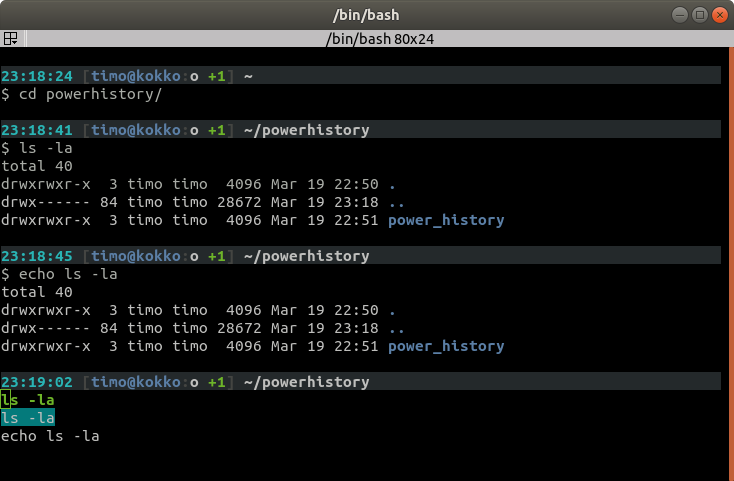 /bin/bash
/bin/bash 80x24
23:18:24 [timo@kokko:o +1] ~
$ cd powerhistory/
23:18:41 [timo@kokko:o +1] ~/powerhistory
$ ls -la
total 40
drwxrwxr-x  3 timo timo  4096 Mar 19 22:50 .
drwx------ 84 timo timo 28672 Mar 19 23:18 ..
drwxrwxr-x  3 timo timo  4096 Mar 19 22:51 power_history
23:18:45 [timo@kokko:o +1] ~/powerhistory
$ echo ls -la
total 40
drwxrwxr-x  3 timo timo  4096 Mar 19 22:50 .
drwx------ 84 timo timo 28672 Mar 19 23:18 ..
drwxrwxr-x  3 timo timo  4096 Mar 19 22:51 power_history
23:19:02 [timo@kokko:o +1] ~/powerhistory
ls -la
ls -la
echo ls -la